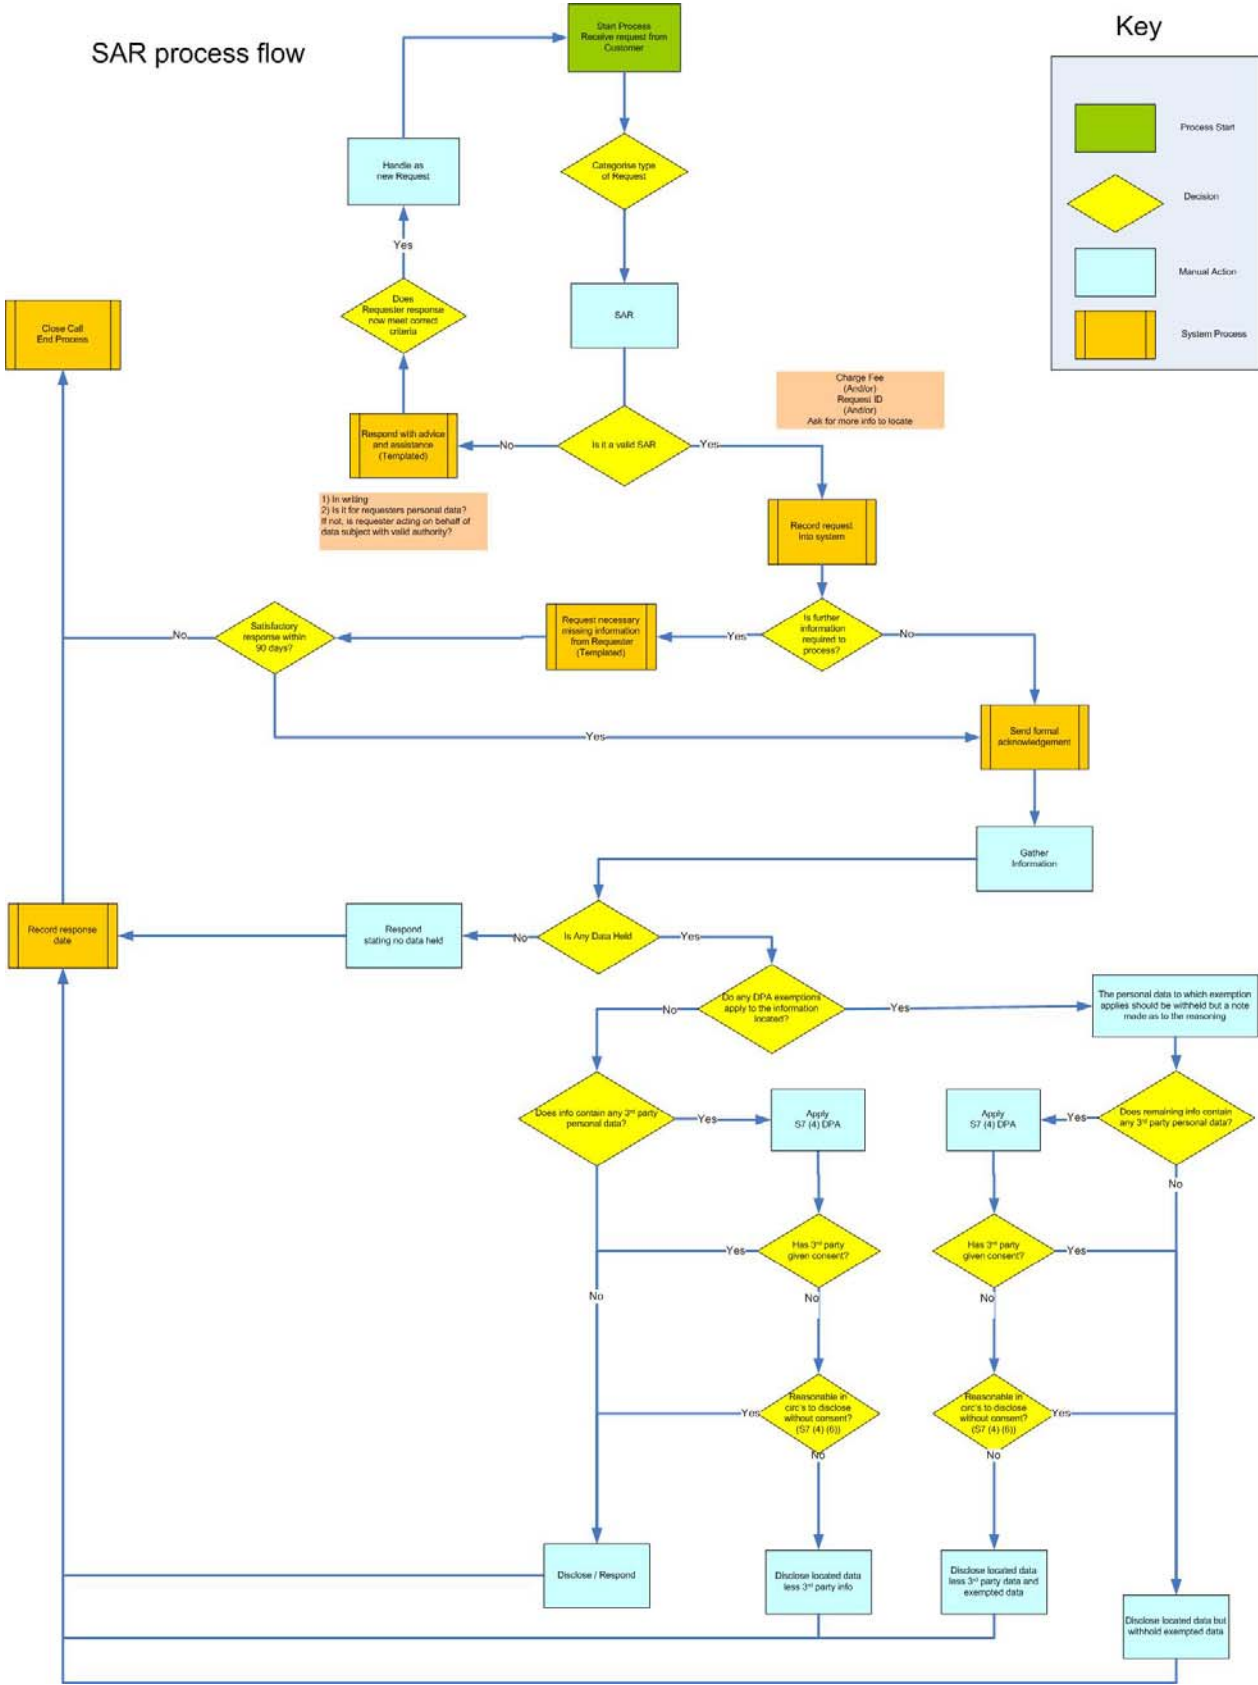 SAR process flow
Key
Start Process
Receive request from
Customer
Process Start
Decision
Manual Action
System Process
Categorise type
of Request
Handle as
new Request
Yes
Does
Requester response
now meet correct
criteria
SAR
Close Call
End Process
Charge Fee
(And/or)
Request ID
(And/or)
Ask for more info to locate
Respond with advice
and assistance
(Templated)
No
Is it a valid SAR
Yes
1) In writing
2) Is it for requesters personal data?
If not, is requester acting on behalf of
data subject with valid authority?
Record request
into system
No
Satisfactory
response within
90 days?
Request necessary
missing information
from Requester
(Templated)
Yes
Is further
information
required to
process?
No
Yes
Send formal
acknowledgement
Gather
Information
Record response
date
Respond
stating no data held
No
Is Any Data Held
Yes
No
Do any DPA exemptions
apply to the information
located?
Yes
The personal data to which exemption
applies should be withheld but a note
made as to the reasoning
Does info contain any 3rd party
personal data?
Yes
Apply
S7 (4) DPA
Apply
S7 (4) DPA
Yes
Does remaining info contain
any 3rd party personal data?
No
Yes
Has 3rd party
given consent?
Has 3rd party
given consent?
Yes
No
No
No
Yes
Reasonable in
circ's to disclose
without consent?
(S7 (4) (6))
Reasonable in
circ's to disclose
without consent?
(S7 (4) (6))
Yes
No
No
Disclose / Respond
Disclose located data
less 3rd party info
Disclose located data
less 3rd party data and
exempted data
Disclose located data but
withhold exempted data